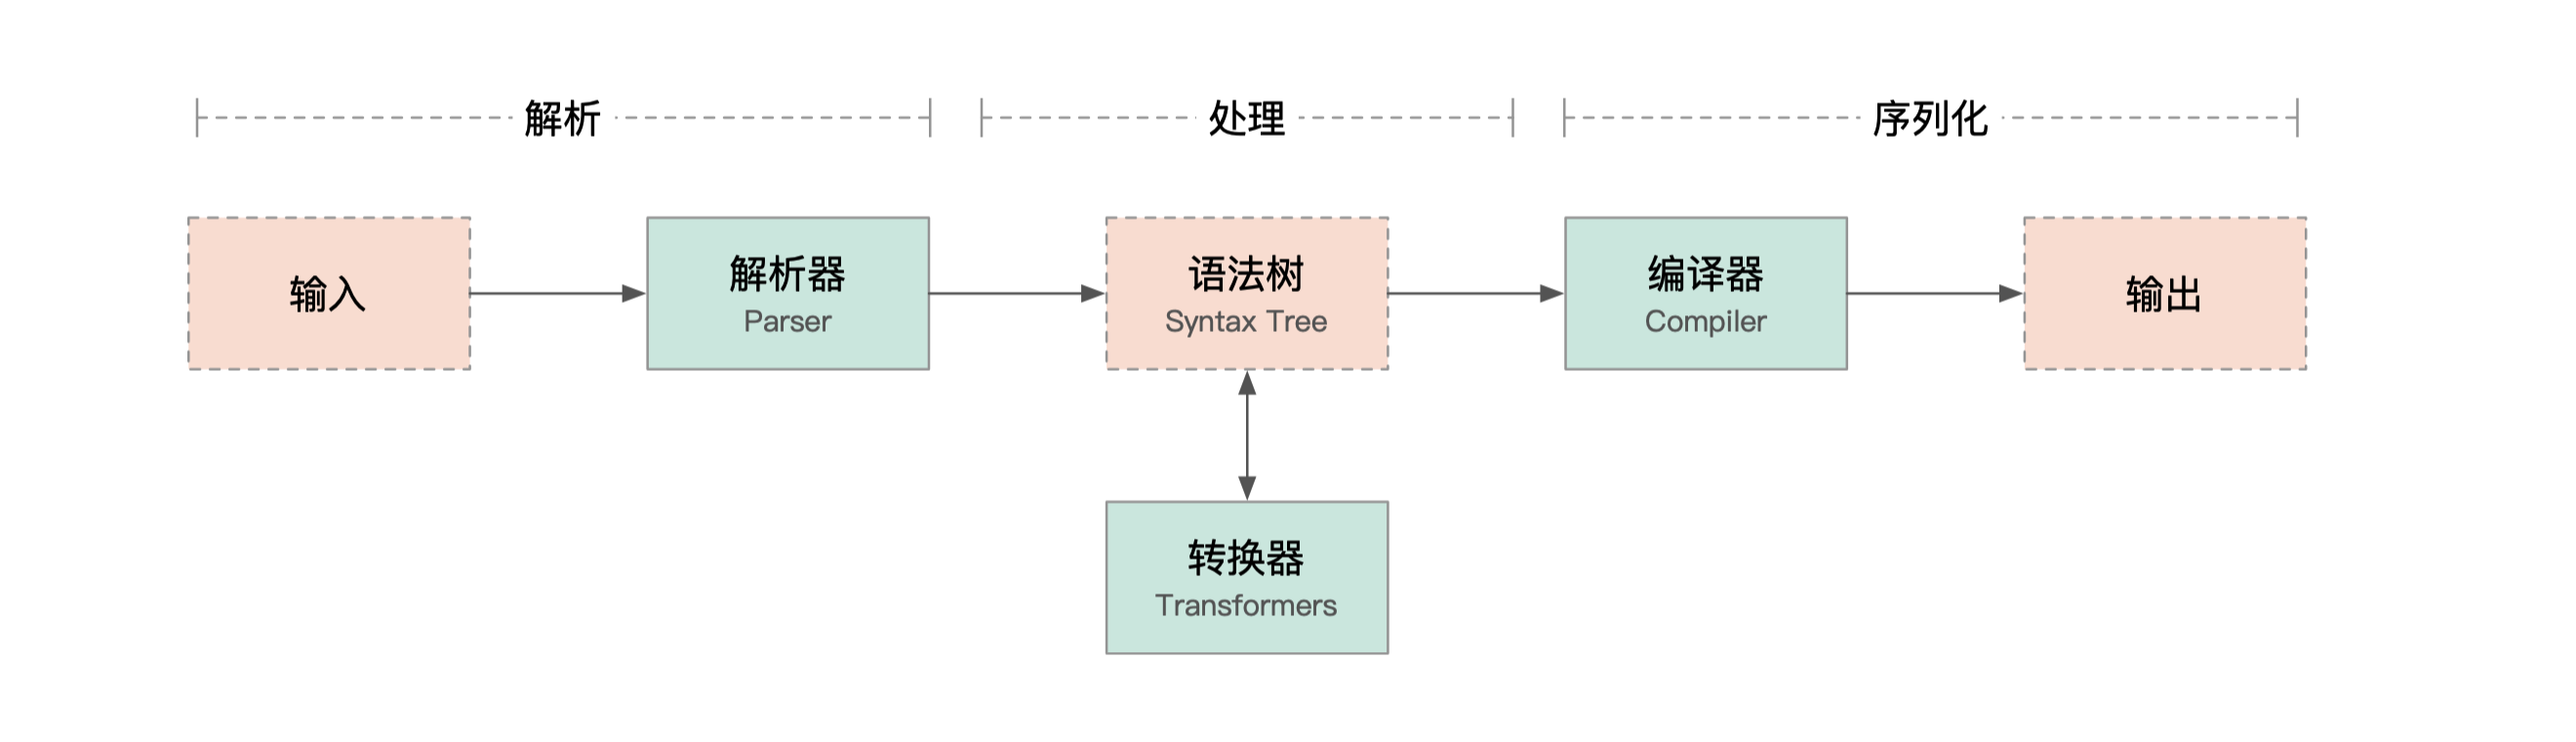 解析
处理
序列化
输入
解析器
Parser
语法树
Syntax Tree
编译器
Compiler
输出
转换器
Transformers